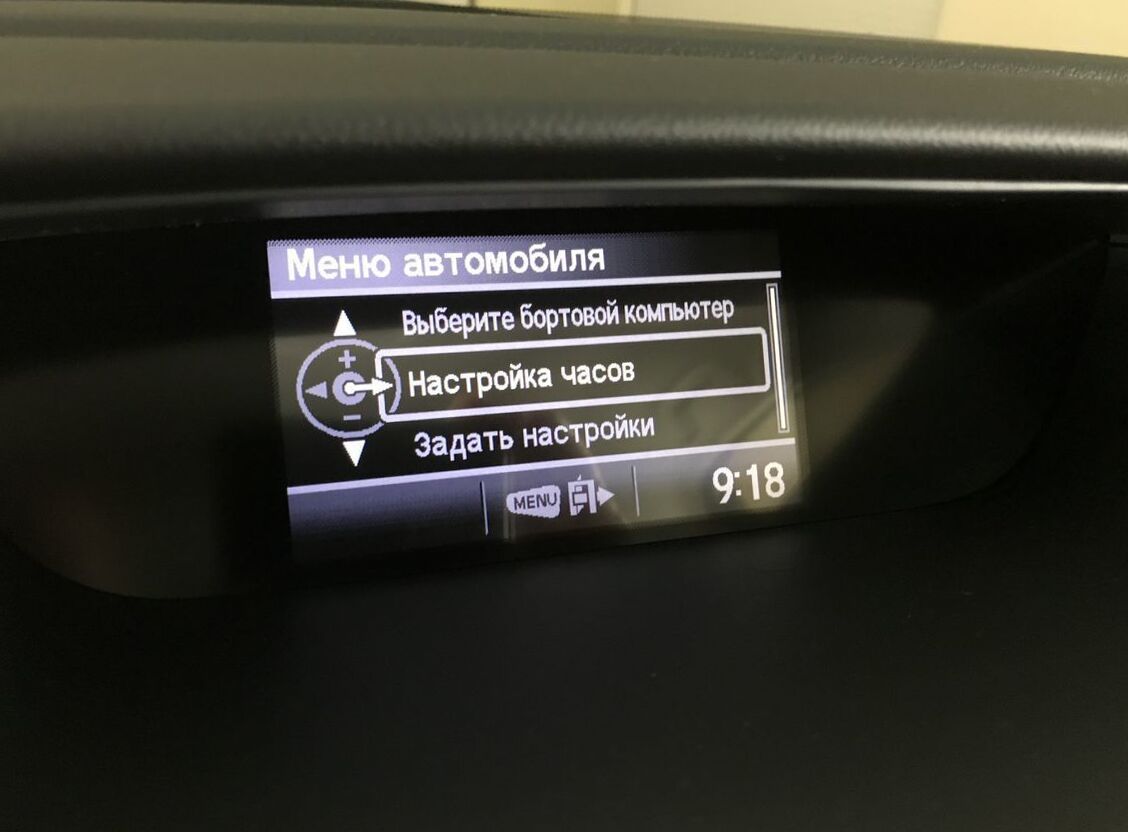 Меню автомобиля
Выберите бортовой компьютер
Настройка часов
Задать настройки
MENU
9:18